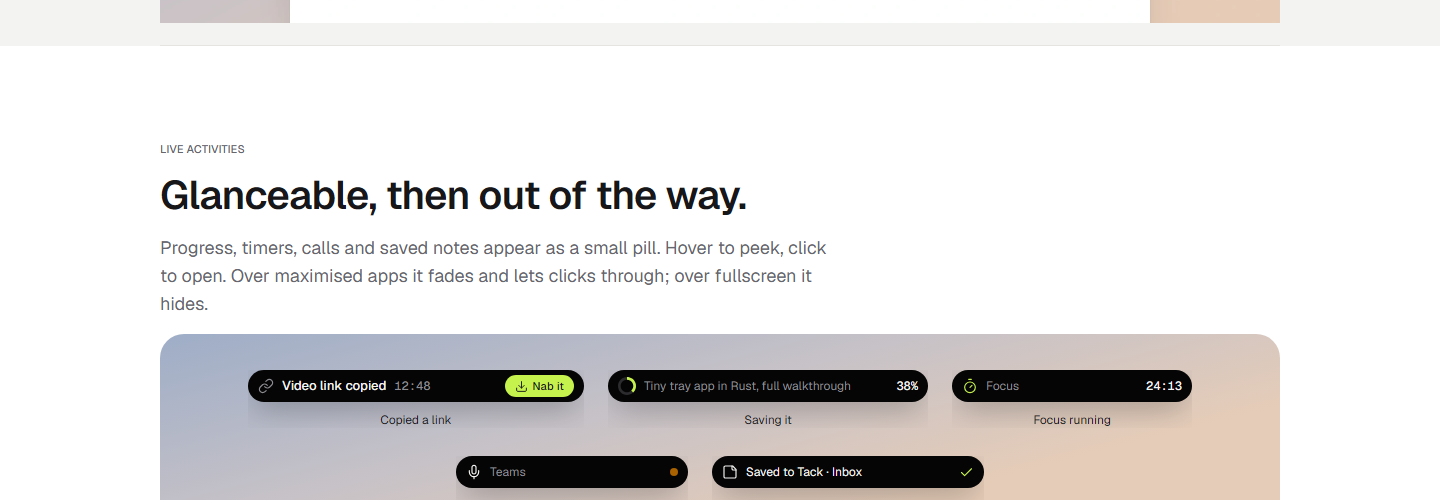 LIVE ACTIVITIES
Glanceable, then out of the way.
Progress, timers, calls and saved notes appear as a small pill. Hover to peek, click
to open. Over maximised apps it fades and lets clicks through; over fullscreen it
hides.
Video link copied 12:48 Nab it
Tiny tray app in Rust, full walkthrough 38%
Focus 24:13
Copied a link
Saving it
Focus running
Teams
Saved to Tack · Inbox